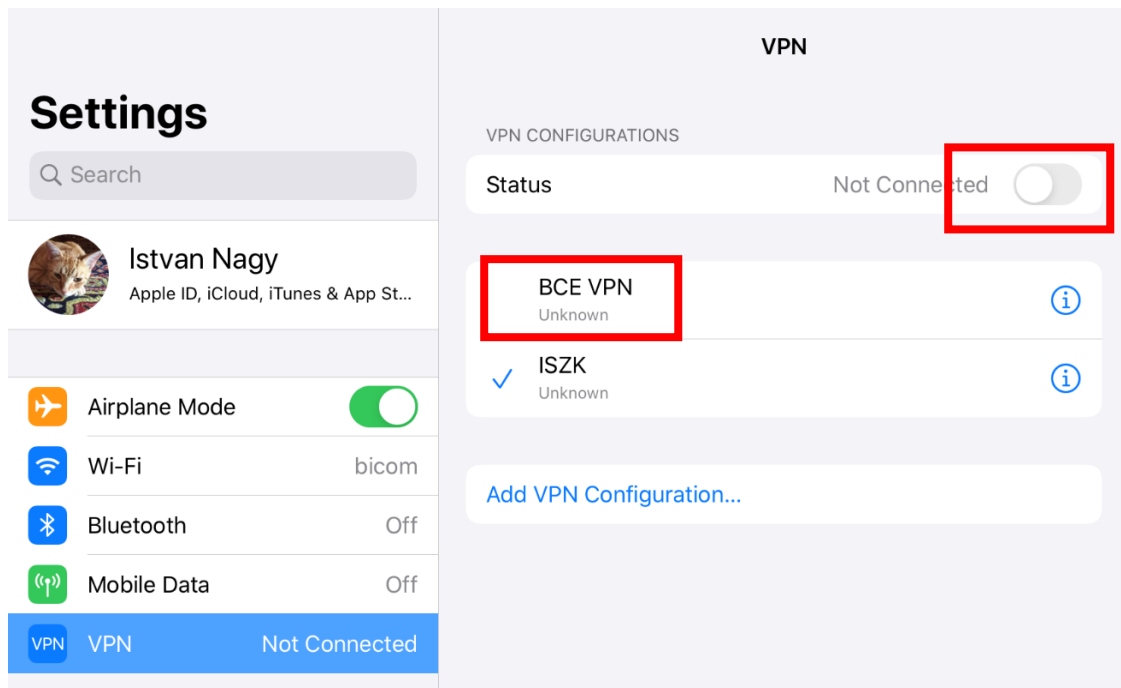 Settings
Search
Istvan Nagy
Apple ID, iCloud, iTunes & App St...
Airplane Mode
Wi-Fi bicom
Bluetooth Off
Mobile Data Off
VPN VPN Not Connected
VPN
VPN CONFIGURATIONS
Status Not Connected
BCE VPN
Unknown
ISZK
Unknown
Add VPN Configuration...